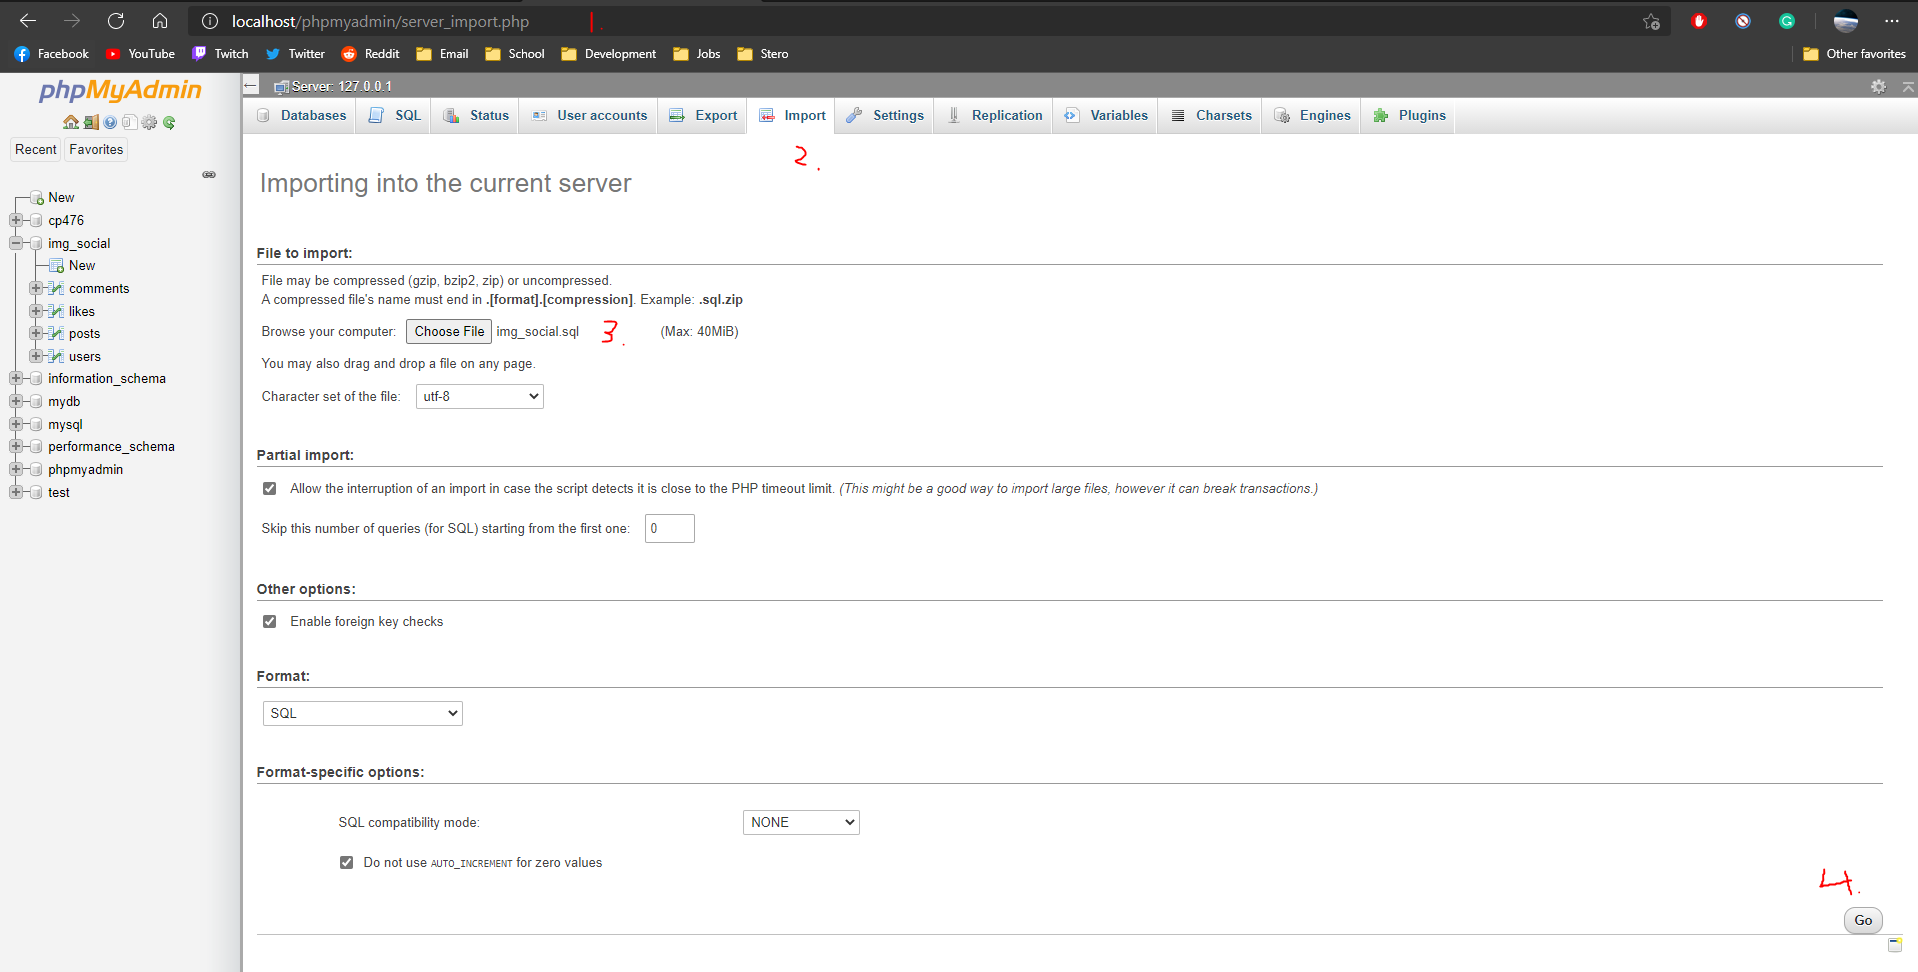 localhost/phpmyadmin/server_import.php 1.
Facebook YouTube Twitch Twitter Reddit Email School Development Jobs Stero Other favorites
phpMyAdmin
Server: 127.0.0.1
Databases SQL Status User accounts Export Import Settings Replication Variables Charsets Engines Plugins
2.
Recent Favorites
New
cp476
img_social
New
comments
likes
posts
users
information_schema
mydb
mysql
performance_schema
phpmyadmin
test
Importing into the current server
File to import:
File may be compressed (gzip, bzip2, zip) or uncompressed.
A compressed file's name must end in .[format].[compression]. Example: .sql.zip
Browse your computer: Choose File img_social.sql 3. (Max: 40MiB)
You may also drag and drop a file on any page.
Character set of the file: utf-8
Partial import:
Allow the interruption of an import in case the script detects it is close to the PHP timeout limit. (This might be a good way to import large files, however it can break transactions.)
Skip this number of queries (for SQL) starting from the first one: 0
Other options:
Enable foreign key checks
Format:
SQL
Format-specific options:
SQL compatibility mode: NONE
Do not use AUTO_INCREMENT for zero values
4.
Go